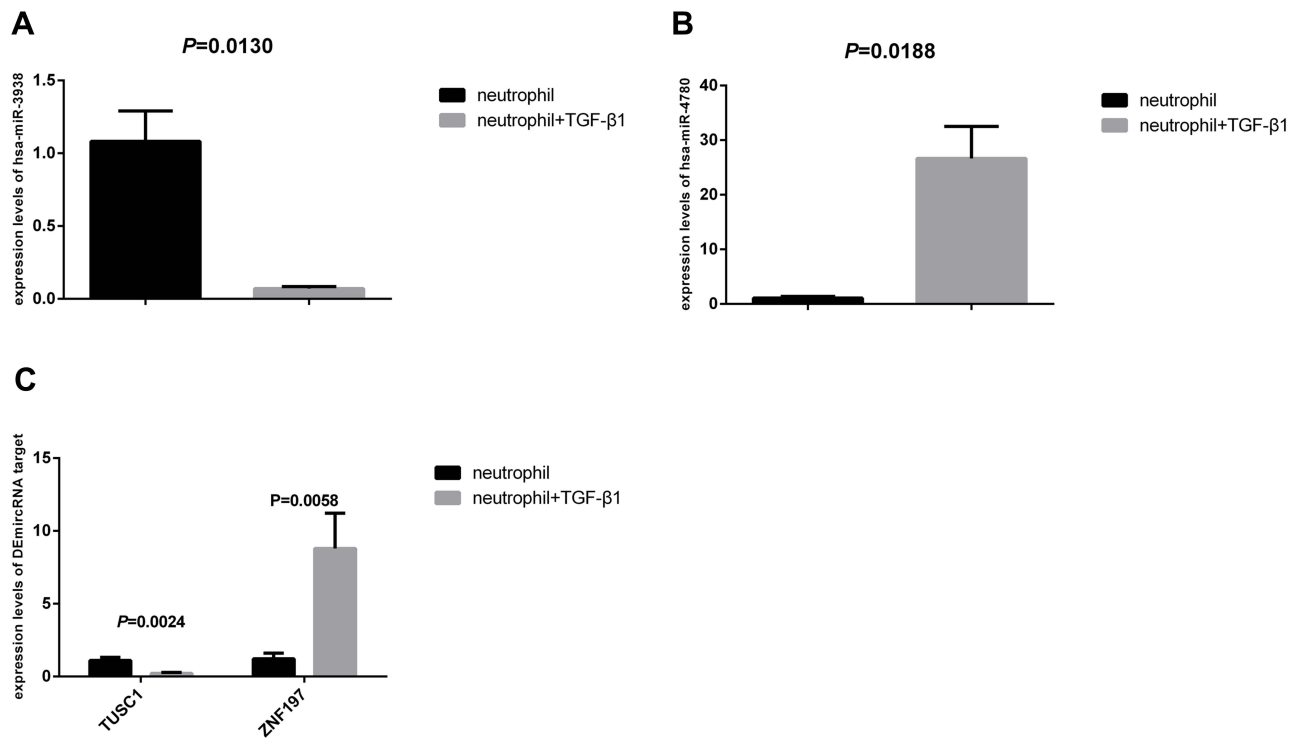 A
P=0.0130
expression levels of hsa-miR-3938
1.5
1.0
0.5
0.0
neutrophil
neutrophil+TGF-β1
B
P=0.0188
expression levels of hsa-miR-4780
40
30
20
10
0
neutrophil
neutrophil+TGF-β1
C
expression levels of DEmircRNA target
15
10
5
0
P=0.0024
P=0.0058
TUSC1
ZNF197
neutrophil
neutrophil+TGF-β1